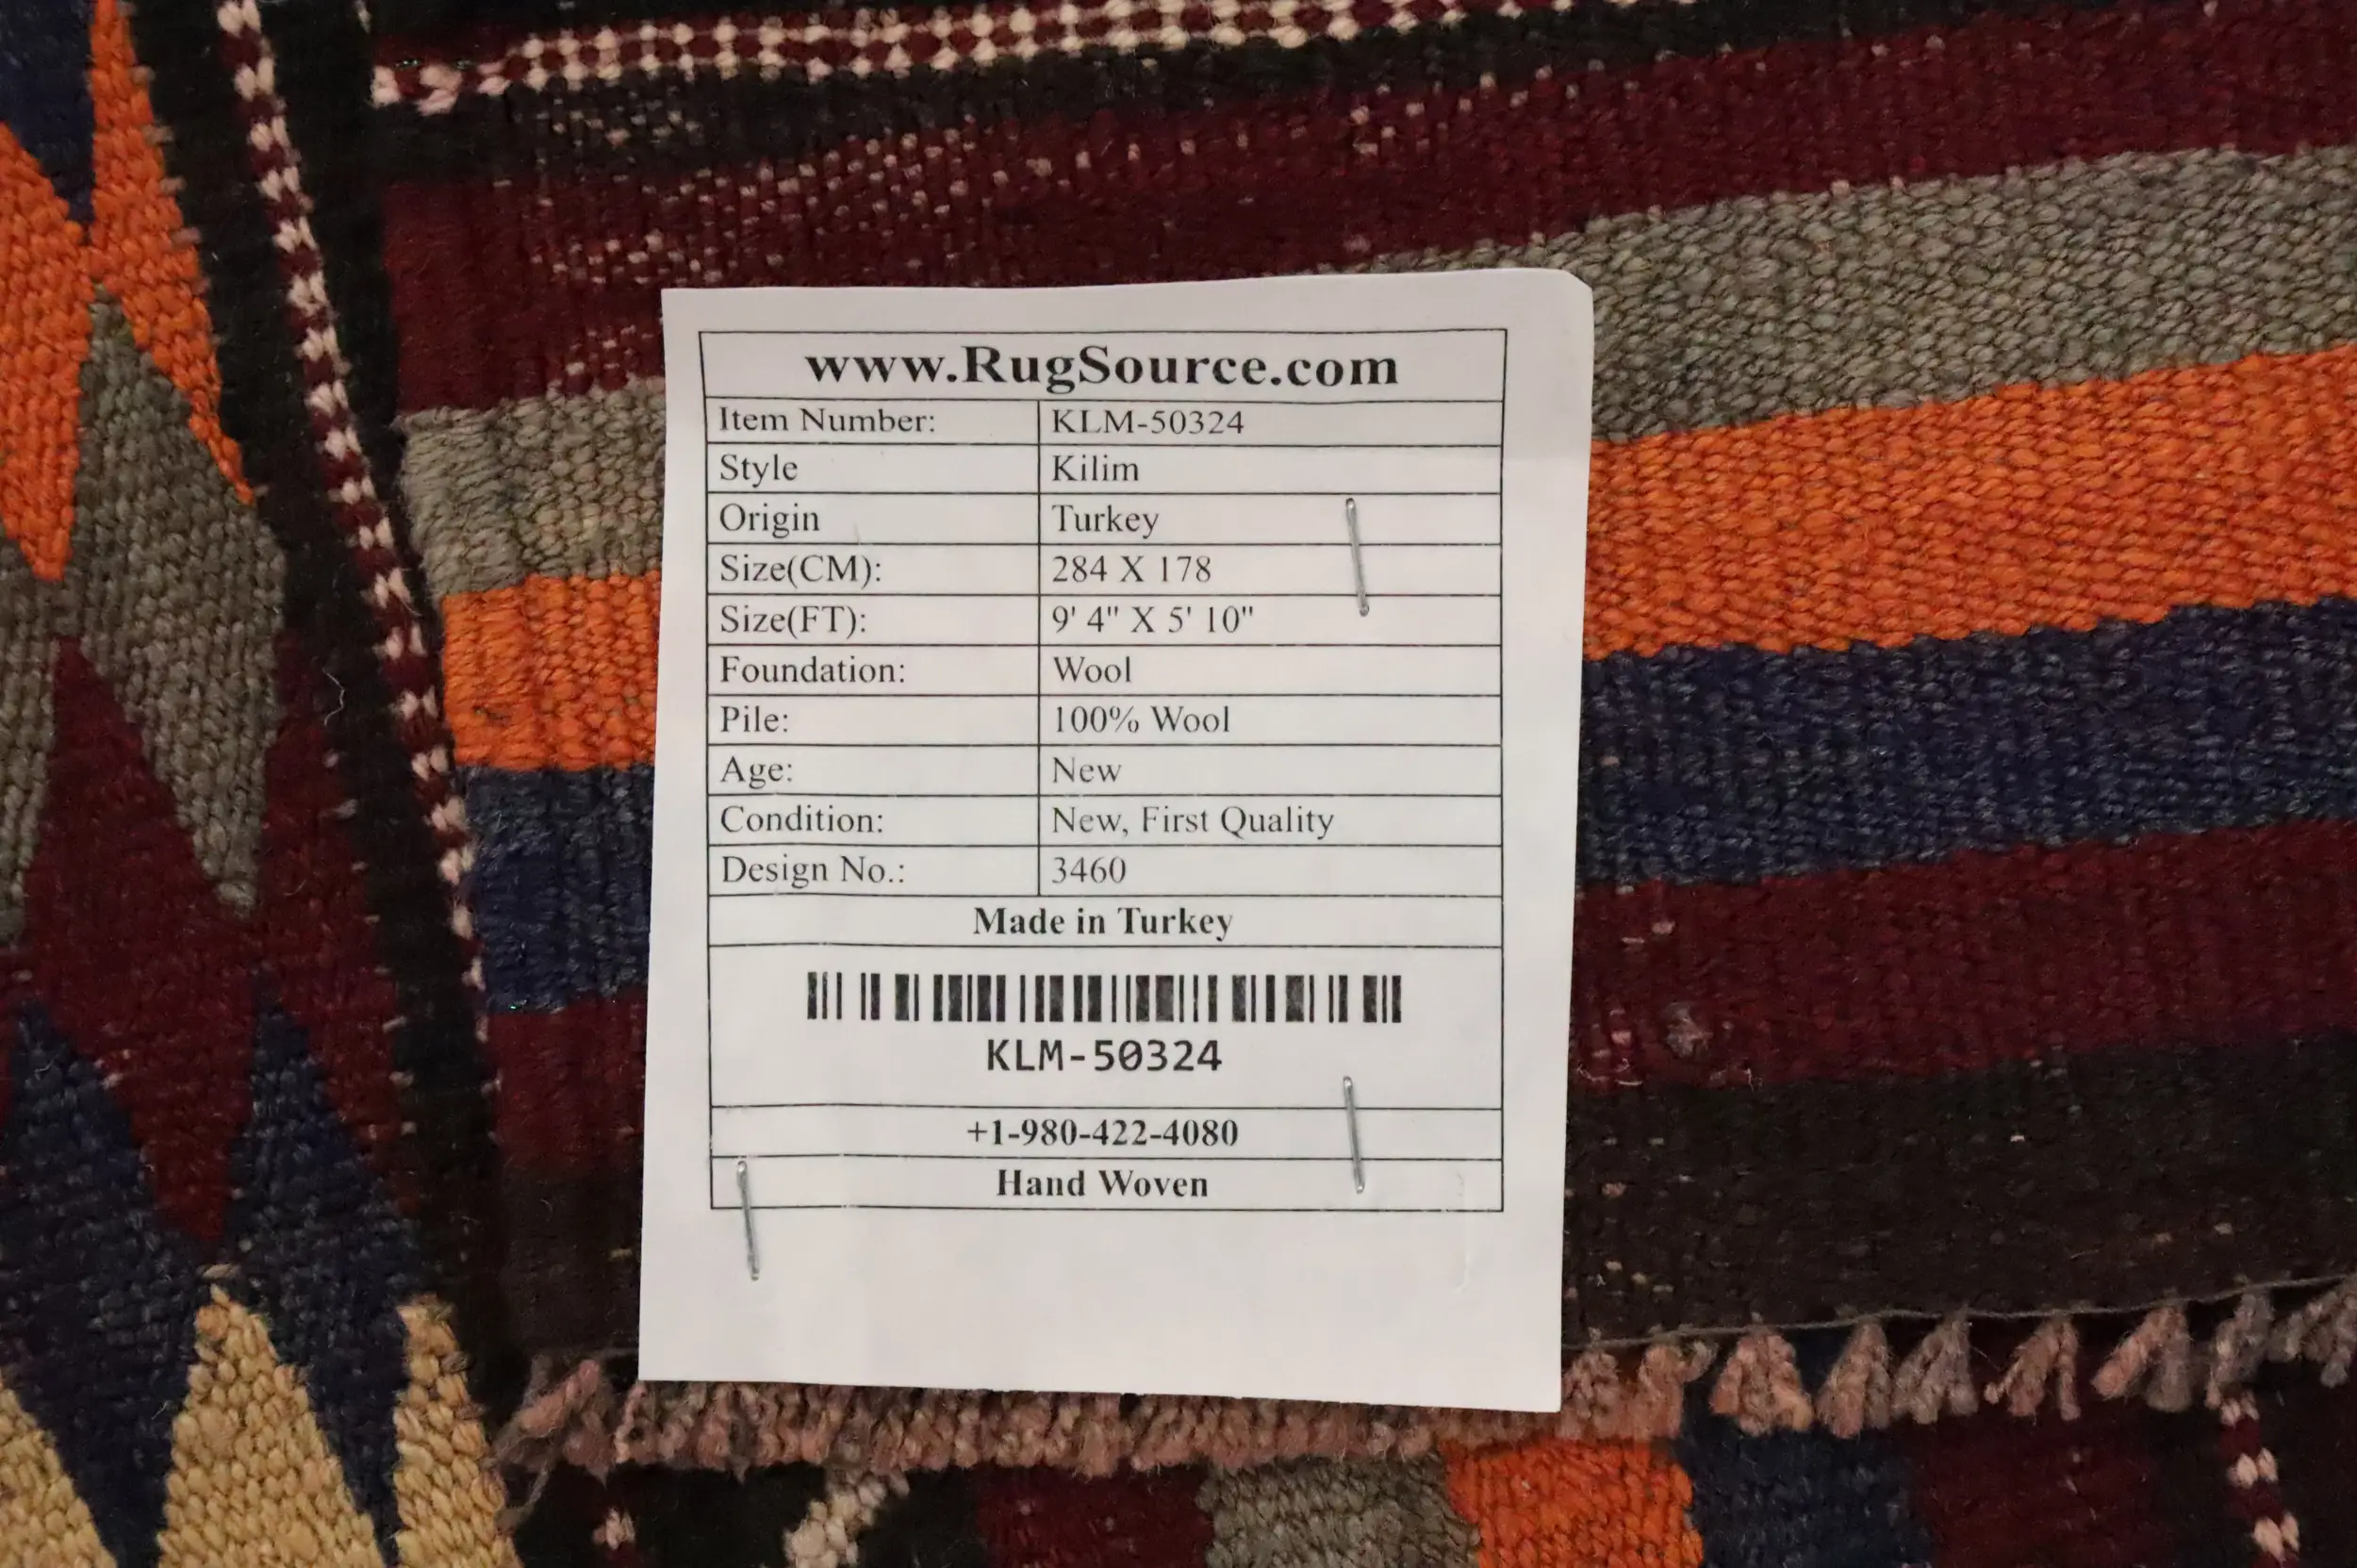 www.RugSource.com
Item Number: KLM-50324
Style Kilim
Origin Turkey
Size(CM): 284 X 178
Size(FT): 9' 4" X 5' 10"
Foundation: Wool
Pile: 100% Wool
Age: New
Condition: New, First Quality
Design No.: 3460
Made in Turkey
KLM-50324
+1-980-422-4080
Hand Woven